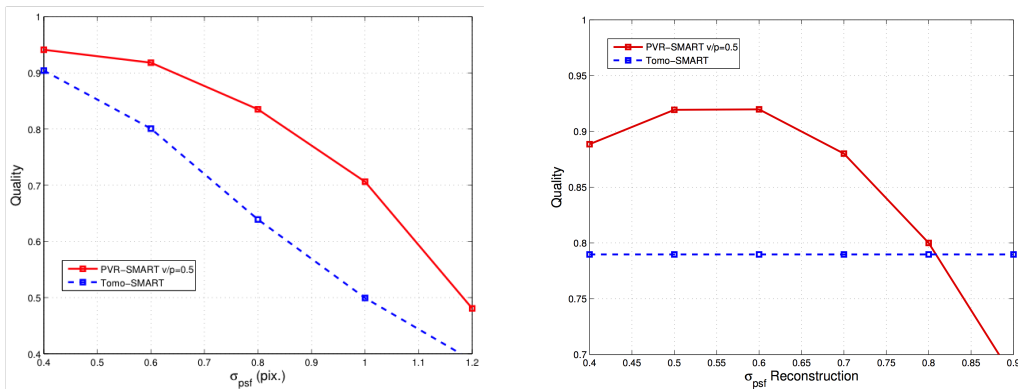 1
0.9
0.8
0.7
0.6
0.5
0.4
Quality
PVR-SMART v/p=0.5
Tomo-SMART
0.4 0.5 0.6 0.7 0.8 0.9 1 1.1 1.2
σpsf (pix.)
1
0.95
0.9
0.85
0.8
0.75
0.7
Quality
PVR-SMART v/p=0.5
Tomo-SMART
0.4 0.45 0.5 0.55 0.6 0.65 0.7 0.75 0.8 0.85 0.9
σpsf Reconstruction